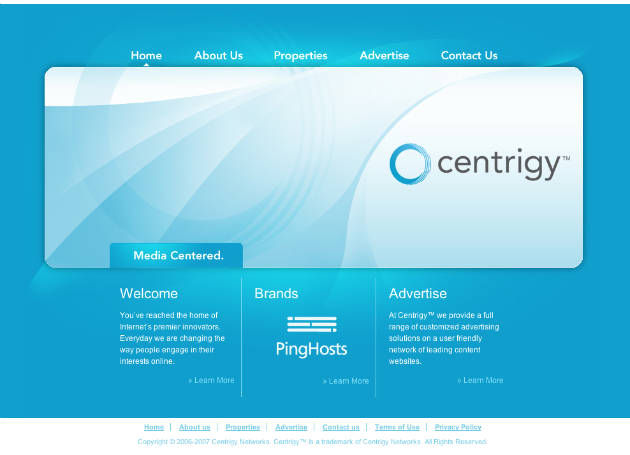 Home About Us Properties Advertise Contact Us
centrigy™
Media Centered.
Welcome
You've reached the home of
Internet's premier innovators.
Everyday we are changing the
way people engage in their
interests online.
» Learn More
Brands
PingHosts
» Learn More
Advertise
At Centrigy™ we provide a full
range of customized advertising
solutions on a user friendly
network of leading content
websites.
» Learn More
Home | About us | Properties | Advertise | Contact us | Terms of Use | Privacy Policy
Copyright © 2006-2007 Centrigy Networks. Centrigy™ is a trademark of Centrigy Networks. All Rights Reserved.